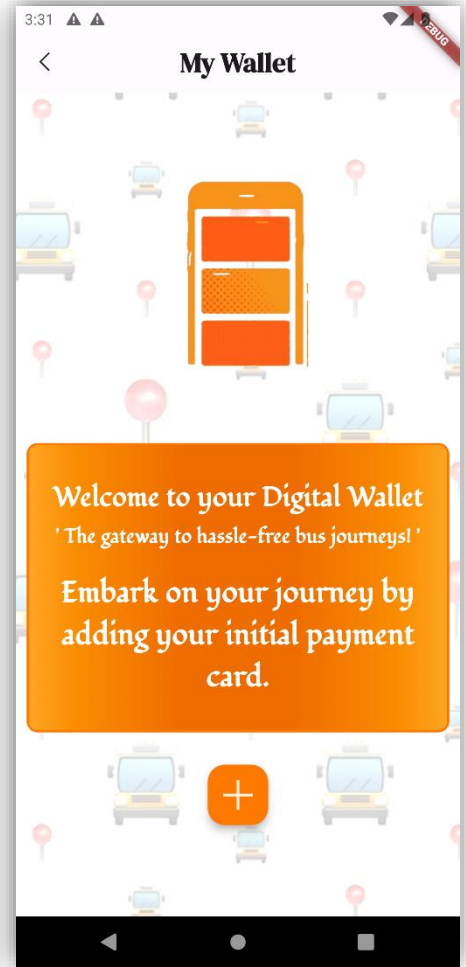 3:31
DEBUG
My Wallet
Welcome to your Digital Wallet
' The gateway to hassle-free bus journeys! '
Embark on your journey by
adding your initial payment
card.